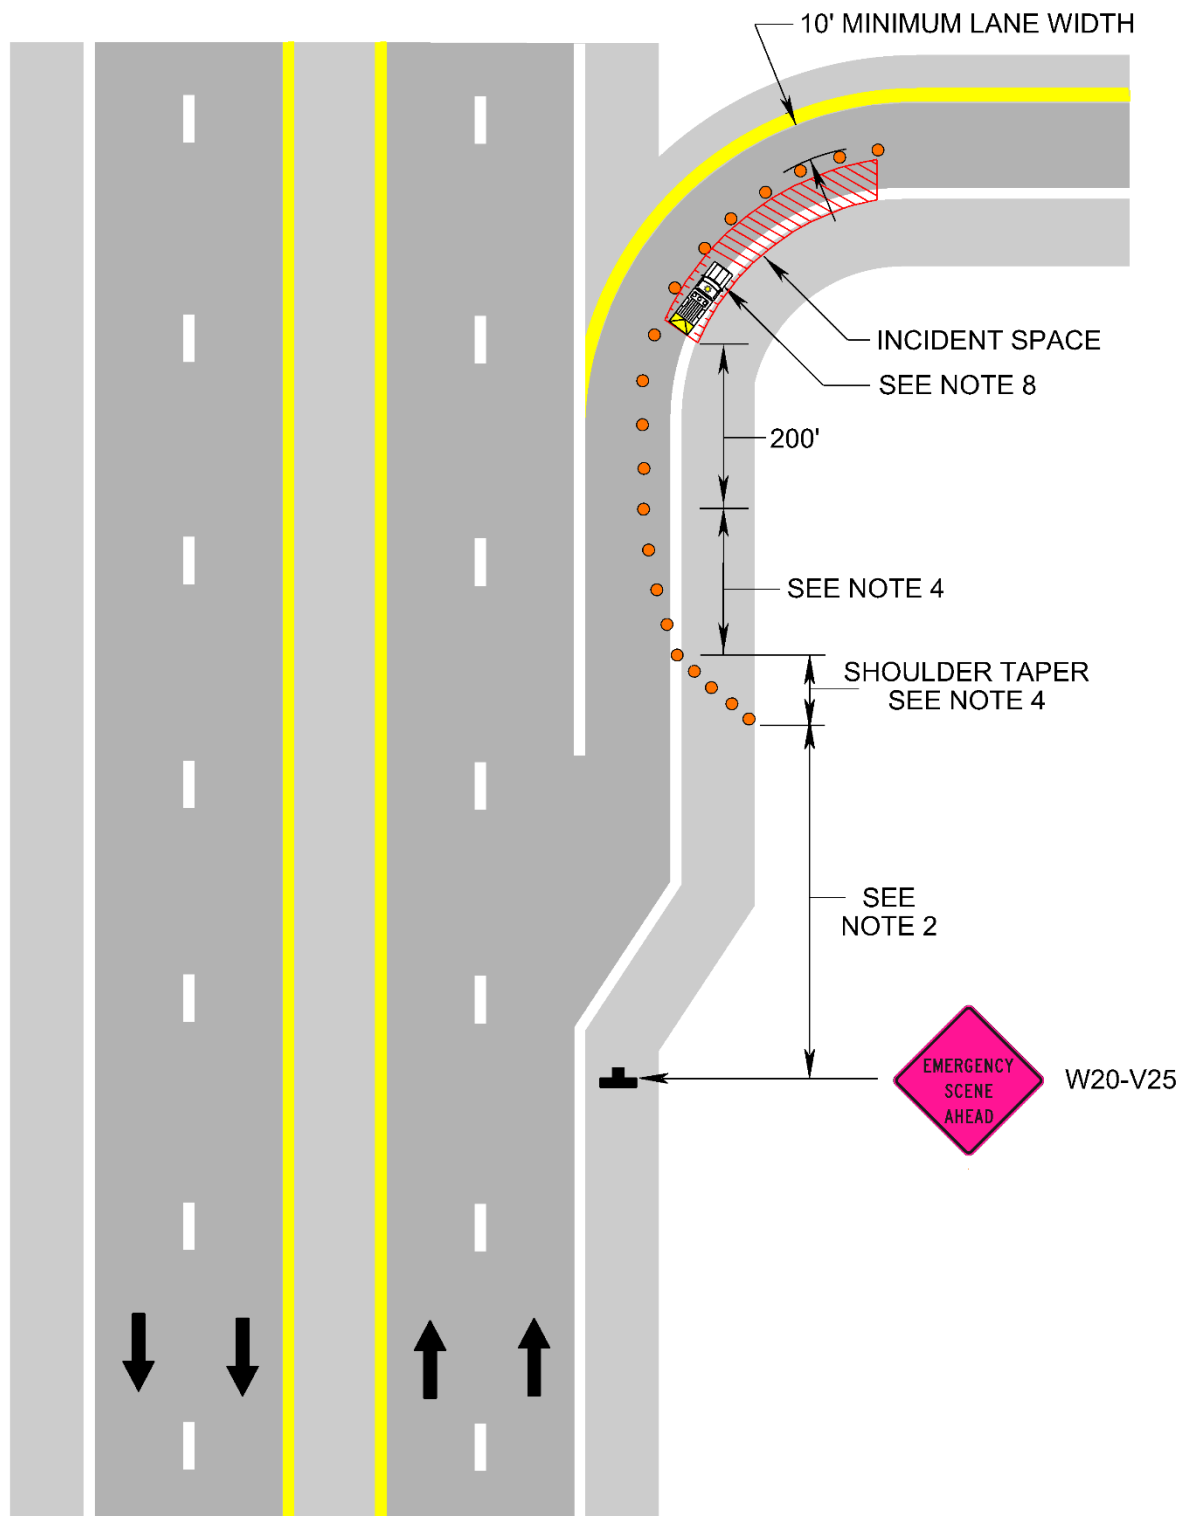 10' MINIMUM LANE WIDTH
INCIDENT SPACE
SEE NOTE 8
200'
SEE NOTE 4
SHOULDER TAPER
SEE NOTE 4
SEE
NOTE 2
EMERGENCY
SCENE
AHEAD
W20-V25